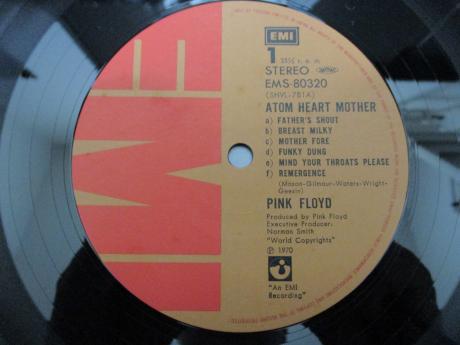 EMI
EMI
1
33⅓ r. p. m.
STEREO
EMS-80320
(SHVL-781A)
ATOM HEART MOTHER
a) FATHER'S SHOUT
b) BREAST MILKY
c) MOTHER FORE
d) FUNKY DUNG
e) MIND YOUR THROATS PLEASE
f) REMERGENCE
(Mason-Gilmour-Waters-Wright-
Geesin)
PINK FLOYD
Produced by Pink Floyd
Executive Producer:
Norman Smith
"World Copyrights"
Ⓟ 1970
"An EMI
Recording"